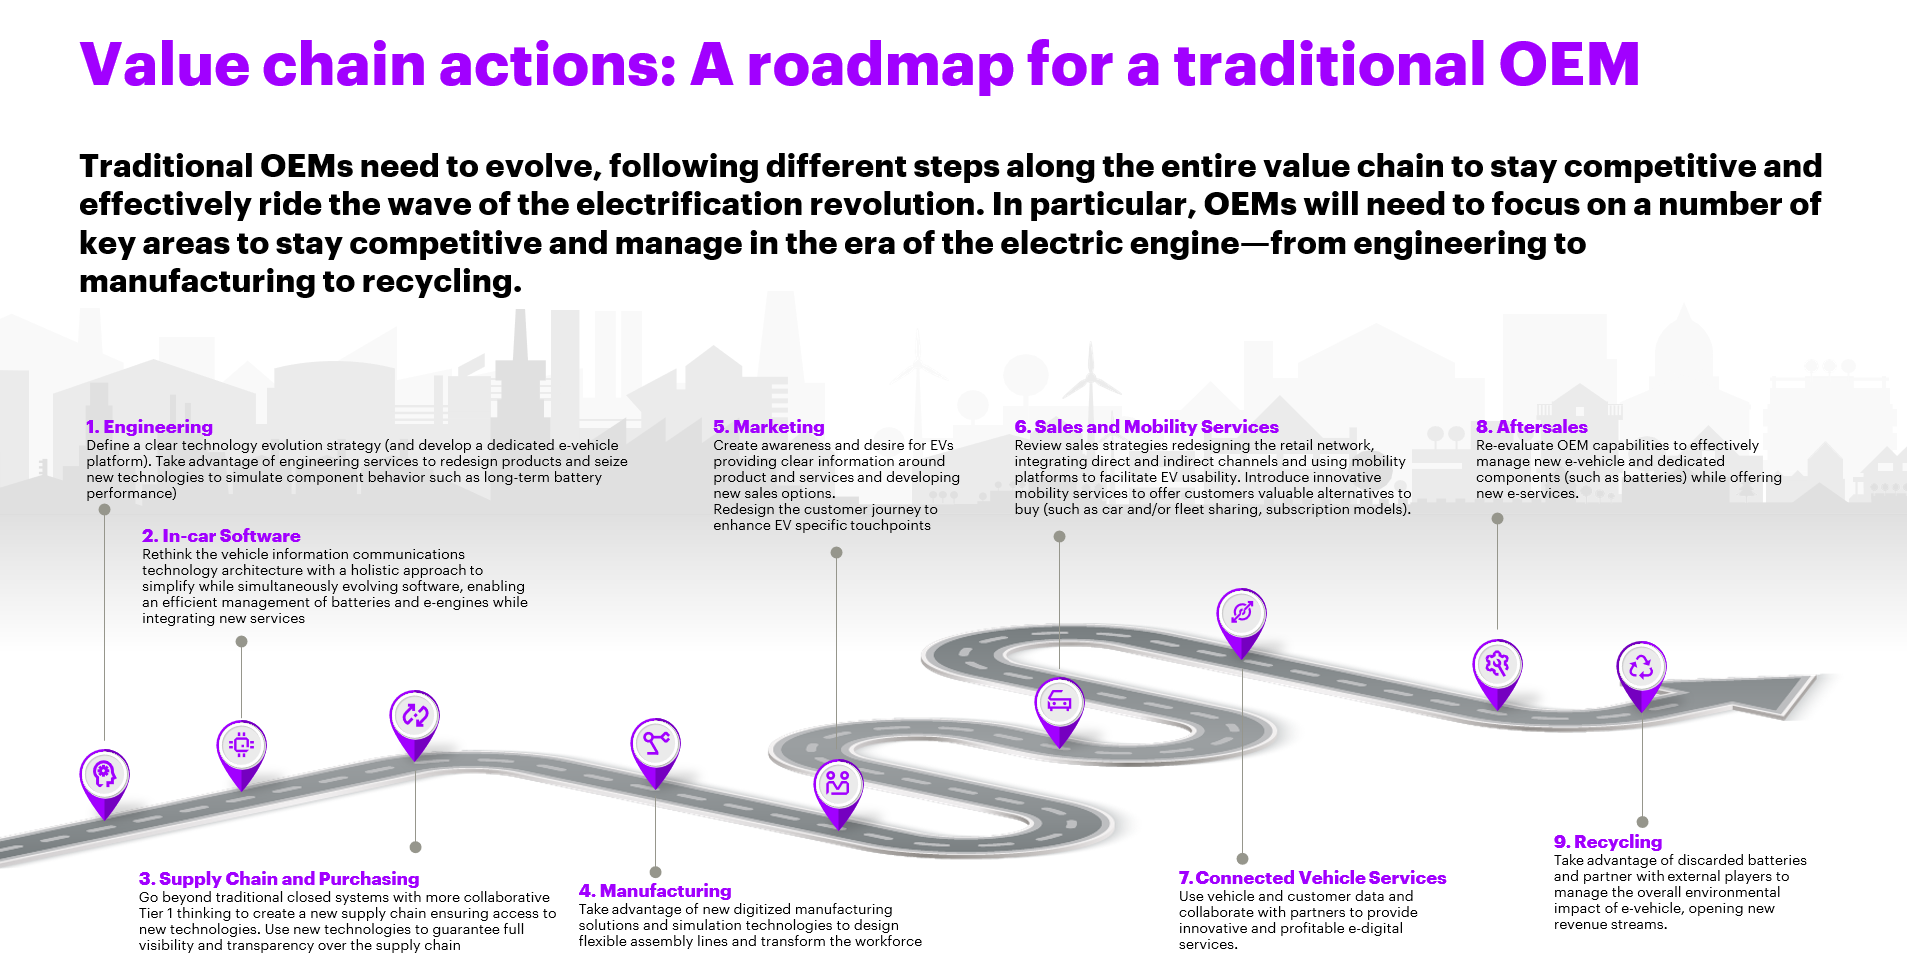 Value chain actions: A roadmap for a traditional OEM
Traditional OEMs need to evolve, following different steps along the entire value chain to stay competitive and
effectively ride the wave of the electrification revolution. In particular, OEMs will need to focus on a number of
key areas to stay competitive and manage in the era of the electric engine—from engineering to
manufacturing to recycling.
1. Engineering
Define a clear technology evolution strategy (and develop a dedicated e-vehicle
platform). Take advantage of engineering services to redesign products and seize
new technologies to simulate component behavior such as long-term battery
performance)
2. In-car Software
Rethink the vehicle information communications
technology architecture with a holistic approach to
simplify while simultaneously evolving software, enabling
an efficient management of batteries and e-engines while
integrating new services
3. Supply Chain and Purchasing
Go beyond traditional closed systems with more collaborative
Tier 1 thinking to create a new supply chain ensuring access to
new technologies. Use new technologies to guarantee full
visibility and transparency over the supply chain
4. Manufacturing
Take advantage of new digitized manufacturing
solutions and simulation technologies to design
flexible assembly lines and transform the workforce
5. Marketing
Create awareness and desire for EVs
providing clear information around
product and services and developing
new sales options.
Redesign the customer journey to
enhance EV specific touchpoints
6. Sales and Mobility Services
Review sales strategies redesigning the retail network,
integrating direct and indirect channels and using mobility
platforms to facilitate EV usability. Introduce innovative
mobility services to offer customers valuable alternatives to
buy (such as car and/or fleet sharing, subscription models).
7. Connected Vehicle Services
Use vehicle and customer data and
collaborate with partners to provide
innovative and profitable e-digital
services.
8. Aftersales
Re-evaluate OEM capabilities to effectively
manage new e-vehicle and dedicated
components (such as batteries) while offering
new e-services.
9. Recycling
Take advantage of discarded batteries
and partner with external players to
manage the overall environmental
impact of e-vehicle, opening new
revenue streams.